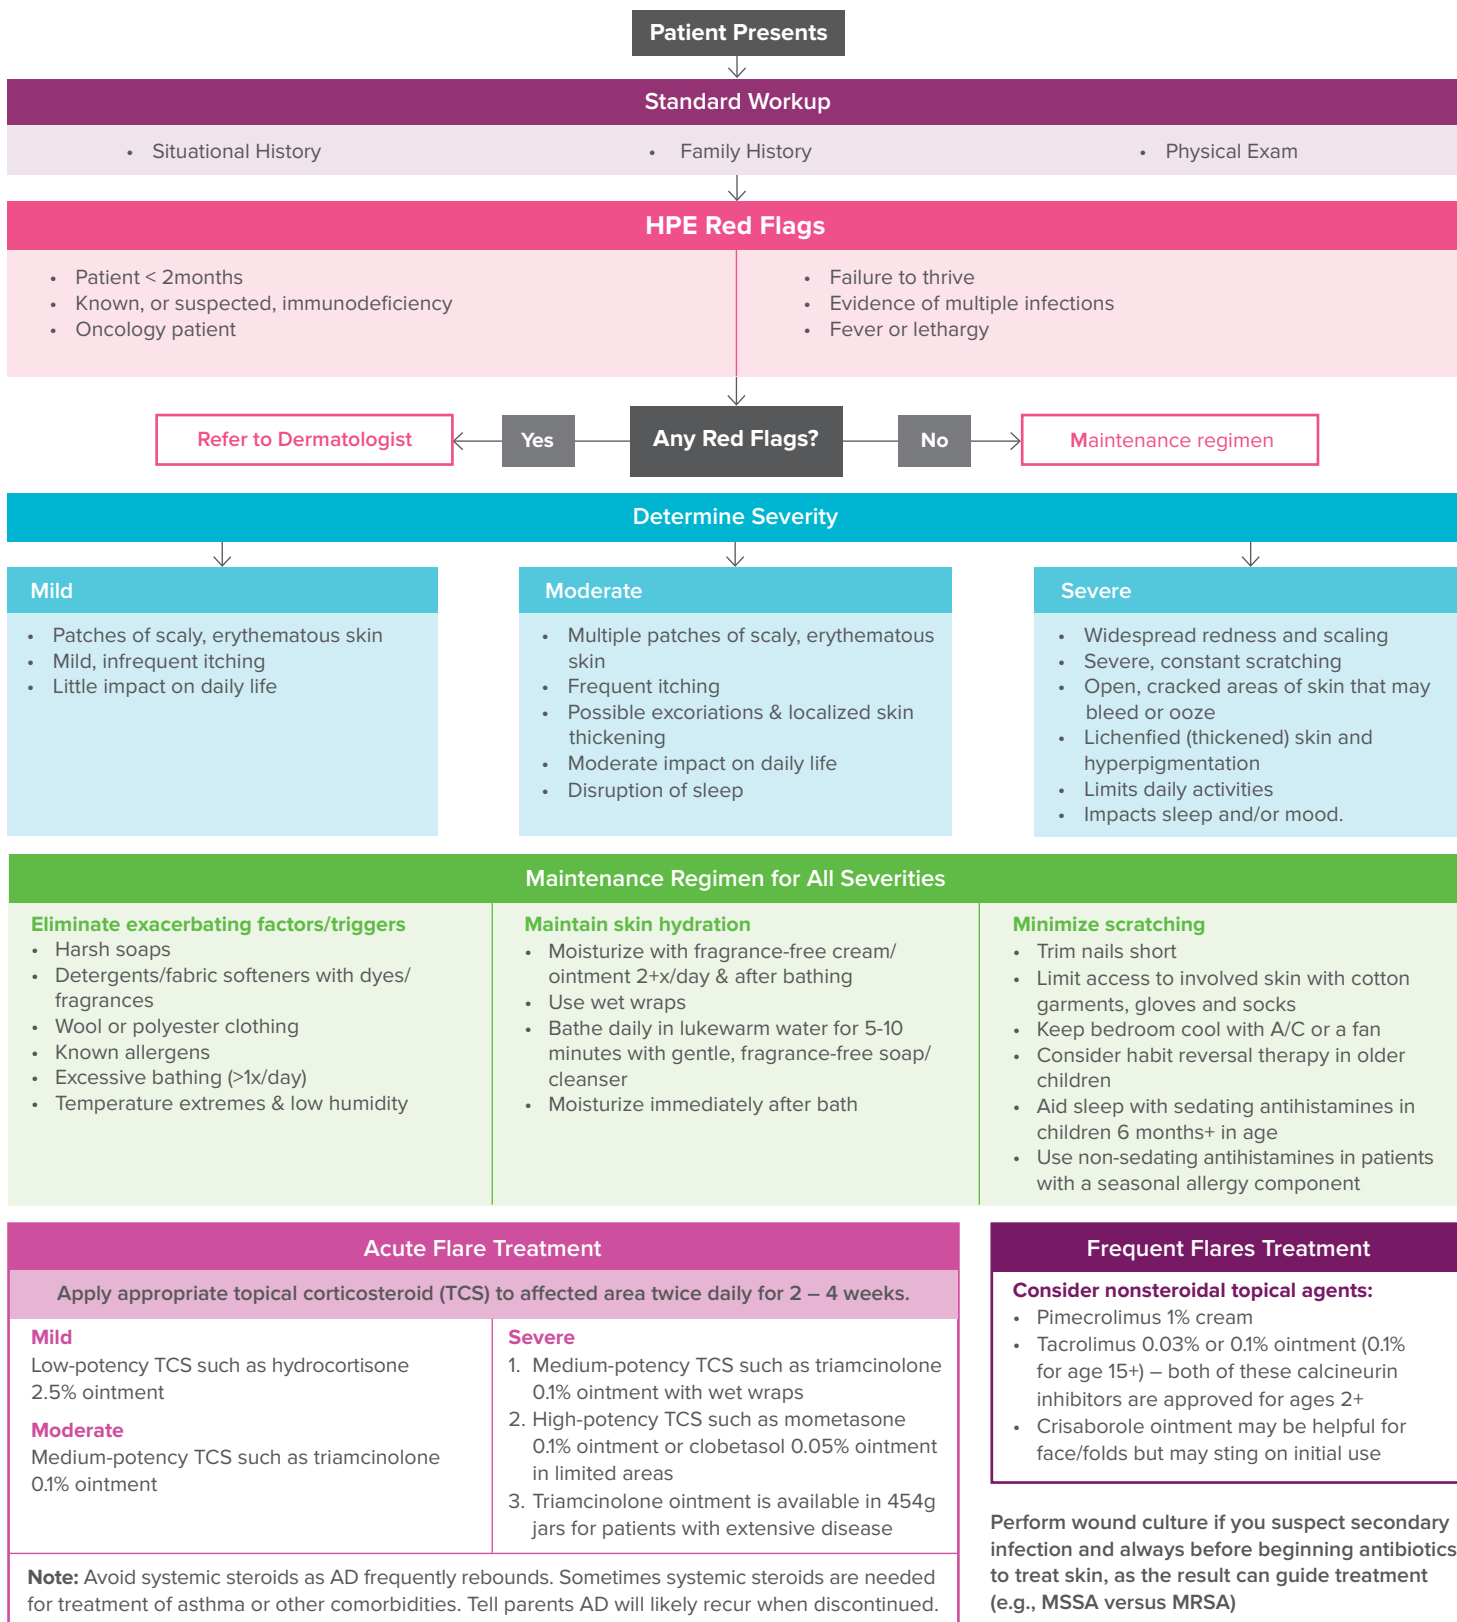 Patient Presents
Standard Workup
• Situational History
• Family History
• Physical Exam
HPE Red Flags
• Patient < 2months
• Known, or suspected, immunodeficiency
• Oncology patient
• Failure to thrive
• Evidence of multiple infections
• Fever or lethargy
Refer to Dermatologist
Yes
Any Red Flags?
No
Maintenance regimen
Determine Severity
Mild
• Patches of scaly, erythematous skin
• Mild, infrequent itching
• Little impact on daily life
Moderate
• Multiple patches of scaly, erythematous
skin
• Frequent itching
• Possible excoriations & localized skin
thickening
• Moderate impact on daily life
• Disruption of sleep
Severe
• Widespread redness and scaling
• Severe, constant scratching
• Open, cracked areas of skin that may
bleed or ooze
• Lichenfied (thickened) skin and
hyperpigmentation
• Limits daily activities
• Impacts sleep and/or mood.
Maintenance Regimen for All Severities
Eliminate exacerbating factors/triggers
• Harsh soaps
• Detergents/fabric softeners with dyes/
fragrances
• Wool or polyester clothing
• Known allergens
• Excessive bathing (>1x/day)
• Temperature extremes & low humidity
Maintain skin hydration
• Moisturize with fragrance-free cream/
ointment 2+x/day & after bathing
• Use wet wraps
• Bathe daily in lukewarm water for 5-10
minutes with gentle, fragrance-free soap/
cleanser
• Moisturize immediately after bath
Minimize scratching
• Trim nails short
• Limit access to involved skin with cotton
garments, gloves and socks
• Keep bedroom cool with A/C or a fan
• Consider habit reversal therapy in older
children
• Aid sleep with sedating antihistamines in
children 6 months+ in age
• Use non-sedating antihistamines in patients
with a seasonal allergy component
Acute Flare Treatment
Apply appropriate topical corticosteroid (TCS) to affected area twice daily for 2 – 4 weeks.
Mild
Low-potency TCS such as hydrocortisone
2.5% ointment
Moderate
Medium-potency TCS such as triamcinolone
0.1% ointment
Severe
1. Medium-potency TCS such as triamcinolone
0.1% ointment with wet wraps
2. High-potency TCS such as mometasone
0.1% ointment or clobetasol 0.05% ointment
in limited areas
3. Triamcinolone ointment is available in 454g
jars for patients with extensive disease
Note: Avoid systemic steroids as AD frequently rebounds. Sometimes systemic steroids are needed
for treatment of asthma or other comorbidities. Tell parents AD will likely recur when discontinued.
Frequent Flares Treatment
Consider nonsteroidal topical agents:
• Pimecrolimus 1% cream
• Tacrolimus 0.03% or 0.1% ointment (0.1%
for age 15+) – both of these calcineurin
inhibitors are approved for ages 2+
• Crisaborole ointment may be helpful for
face/folds but may sting on initial use
Perform wound culture if you suspect secondary
infection and always before beginning antibiotics
to treat skin, as the result can guide treatment
(e.g., MSSA versus MRSA)